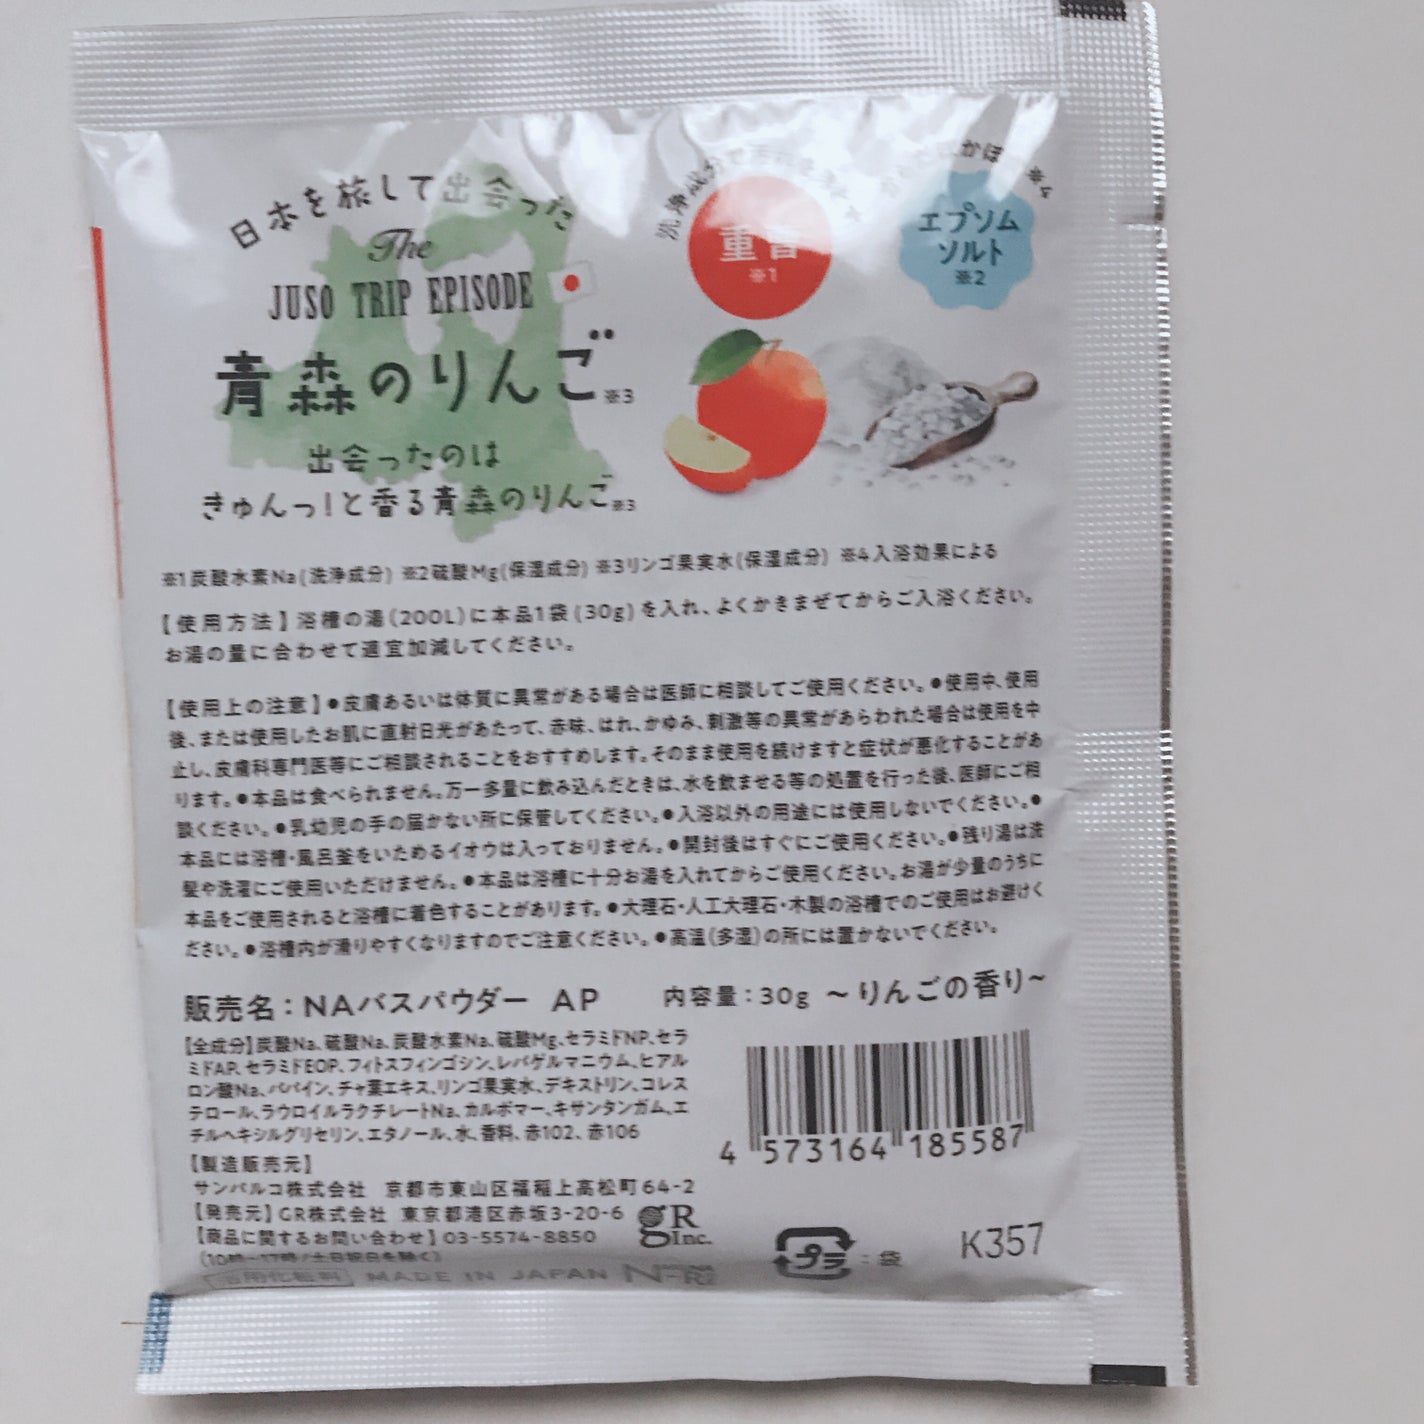 日本を旅して出会った
The
JUSO TRIP EPISODE
青森のりんご※3
出会ったのは
きゅんっ!と香る青森のりんご※3
重曹
※1
エプソム
ソルト
※2
※1炭酸水素Na(洗浄成分) ※2硫酸Mg(保湿成分) ※3リンゴ果実水(保湿成分) ※4入浴効果による
【使用方法】浴槽の湯(200L)に本品1袋(30g)を入れ、よくかきまぜてからご入浴ください。
お湯の量に合わせて適宜加減してください。
【使用上の注意】●皮膚あるいは体質に異常がある場合は医師に相談してご使用ください。●使用中、使用
後、または使用したお肌に直射日光があたって、赤味、はれ、かゆみ、刺激等の異常があらわれた場合は使用を中
止し、皮膚科専門医等にご相談されることをおすすめします。そのまま使用を続けますと症状が悪化することがあ
ります。●本品は食べられません。万一多量に飲み込んだときは、水を飲ませる等の処置を行った後、医師にご相
談ください。●乳幼児の手の届かない所に保管してください。●入浴以外の用途には使用しないでください。●
本品には浴槽・風呂釜をいためるイオウは入っておりません。●開封後はすぐにご使用ください。●残り湯は洗
髪や洗濯にご使用いただけません。●本品は浴槽に十分お湯を入れてからご使用ください。お湯が少量のうちに
本品をご使用されると浴槽に着色することがあります。●大理石・人工大理石・木製の浴槽でのご使用はお避けく
ださい。●浴槽内が滑りやすくなりますのでご注意ください。●高温(多湿)の所には置かないでください。
販売名：NAバスパウダー AP 内容量：30g ～りんごの香り～
【全成分】炭酸Na、硫酸Na、炭酸水素Na、硫酸Mg、セラミドNP、セラ
ミドAP、セラミドEOP、フィトスフィンゴシン、レパゲルマニウム、ヒアル
ロン酸Na、パパイン、チャ葉エキス、リンゴ果実水、デキストリン、コレス
テロール、ラウロイルラクチレートNa、カルボマー、キサンタンガム、エ
チルヘキシルグリセリン、エタノール、水、香料、赤102、赤106
【製造販売元】
サンパルコ株式会社 京都市東山区福稲上高松町64-2
【発売元】GR株式会社 東京都港区赤坂3-20-6
【商品に関するお問い合わせ】03-5574-8850
(10時～17時/土日祝日を除く)
浴用化粧料 MADE IN JAPAN
gR
Inc.
4 573164 185587
プラ ：袋
K357